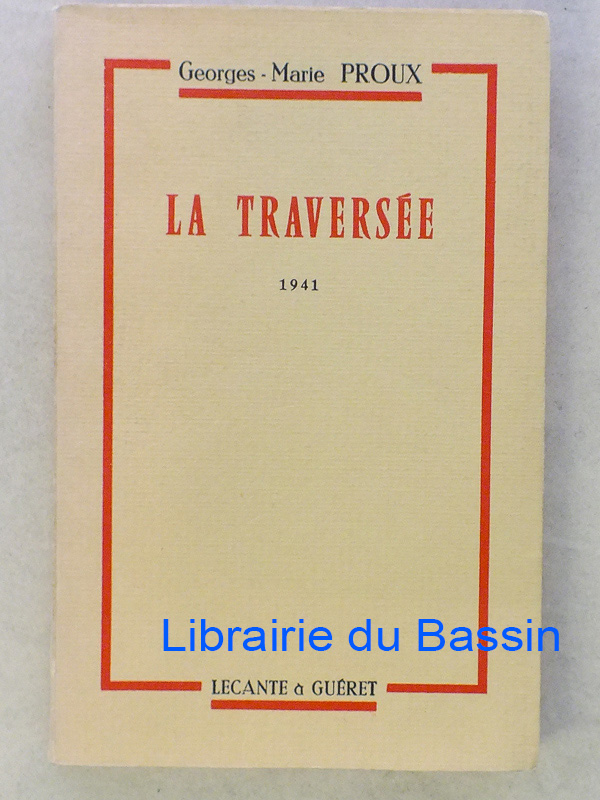 Georges - Marie PROUX
LA TRAVERSÉE
1941
Librairie du Bassin
LECANTE à GUÉRET